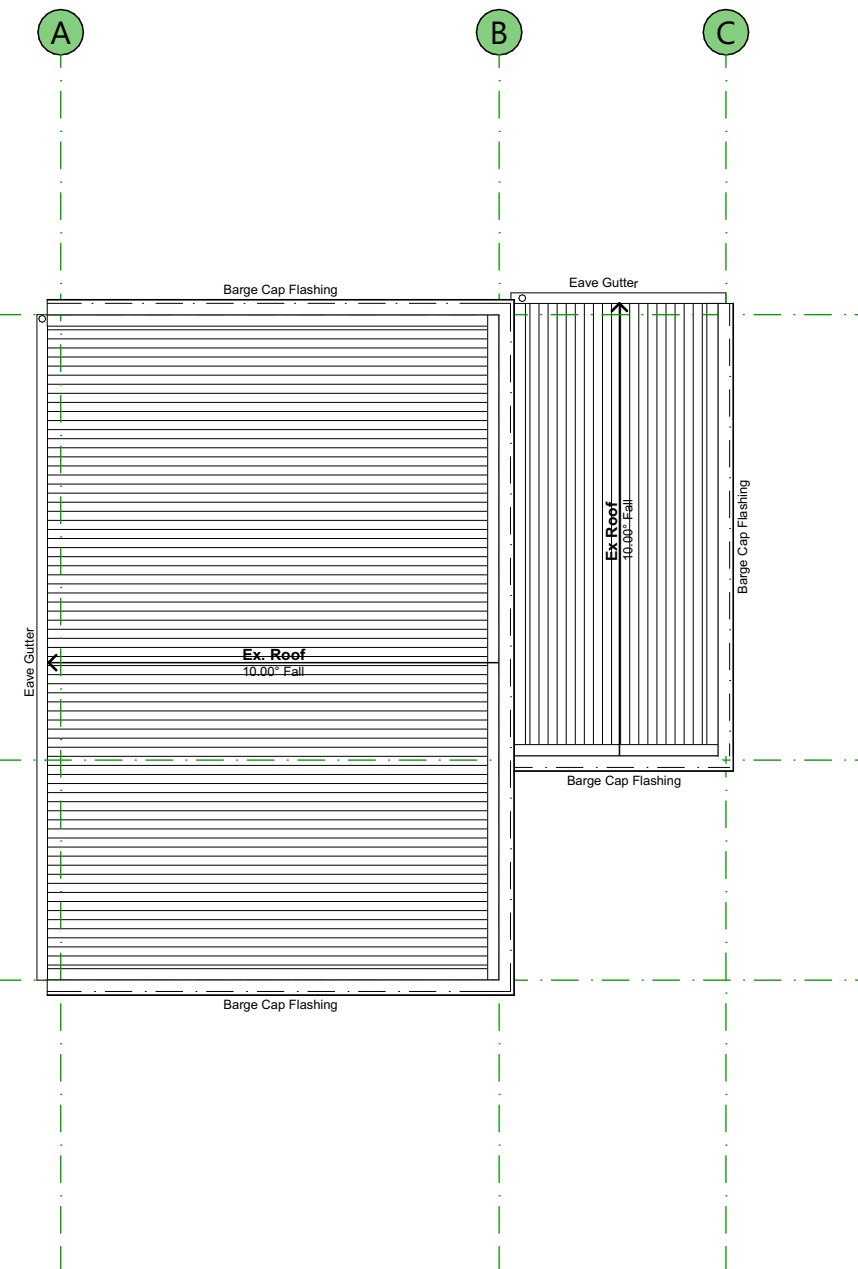 A
B
C
Barge Cap Flashing
Eave Gutter
Ex Roof
10.00° Fall
Barge Cap Flashing
Eave Gutter
Ex. Roof
10.00° Fall
Barge Cap Flashing
Barge Cap Flashing